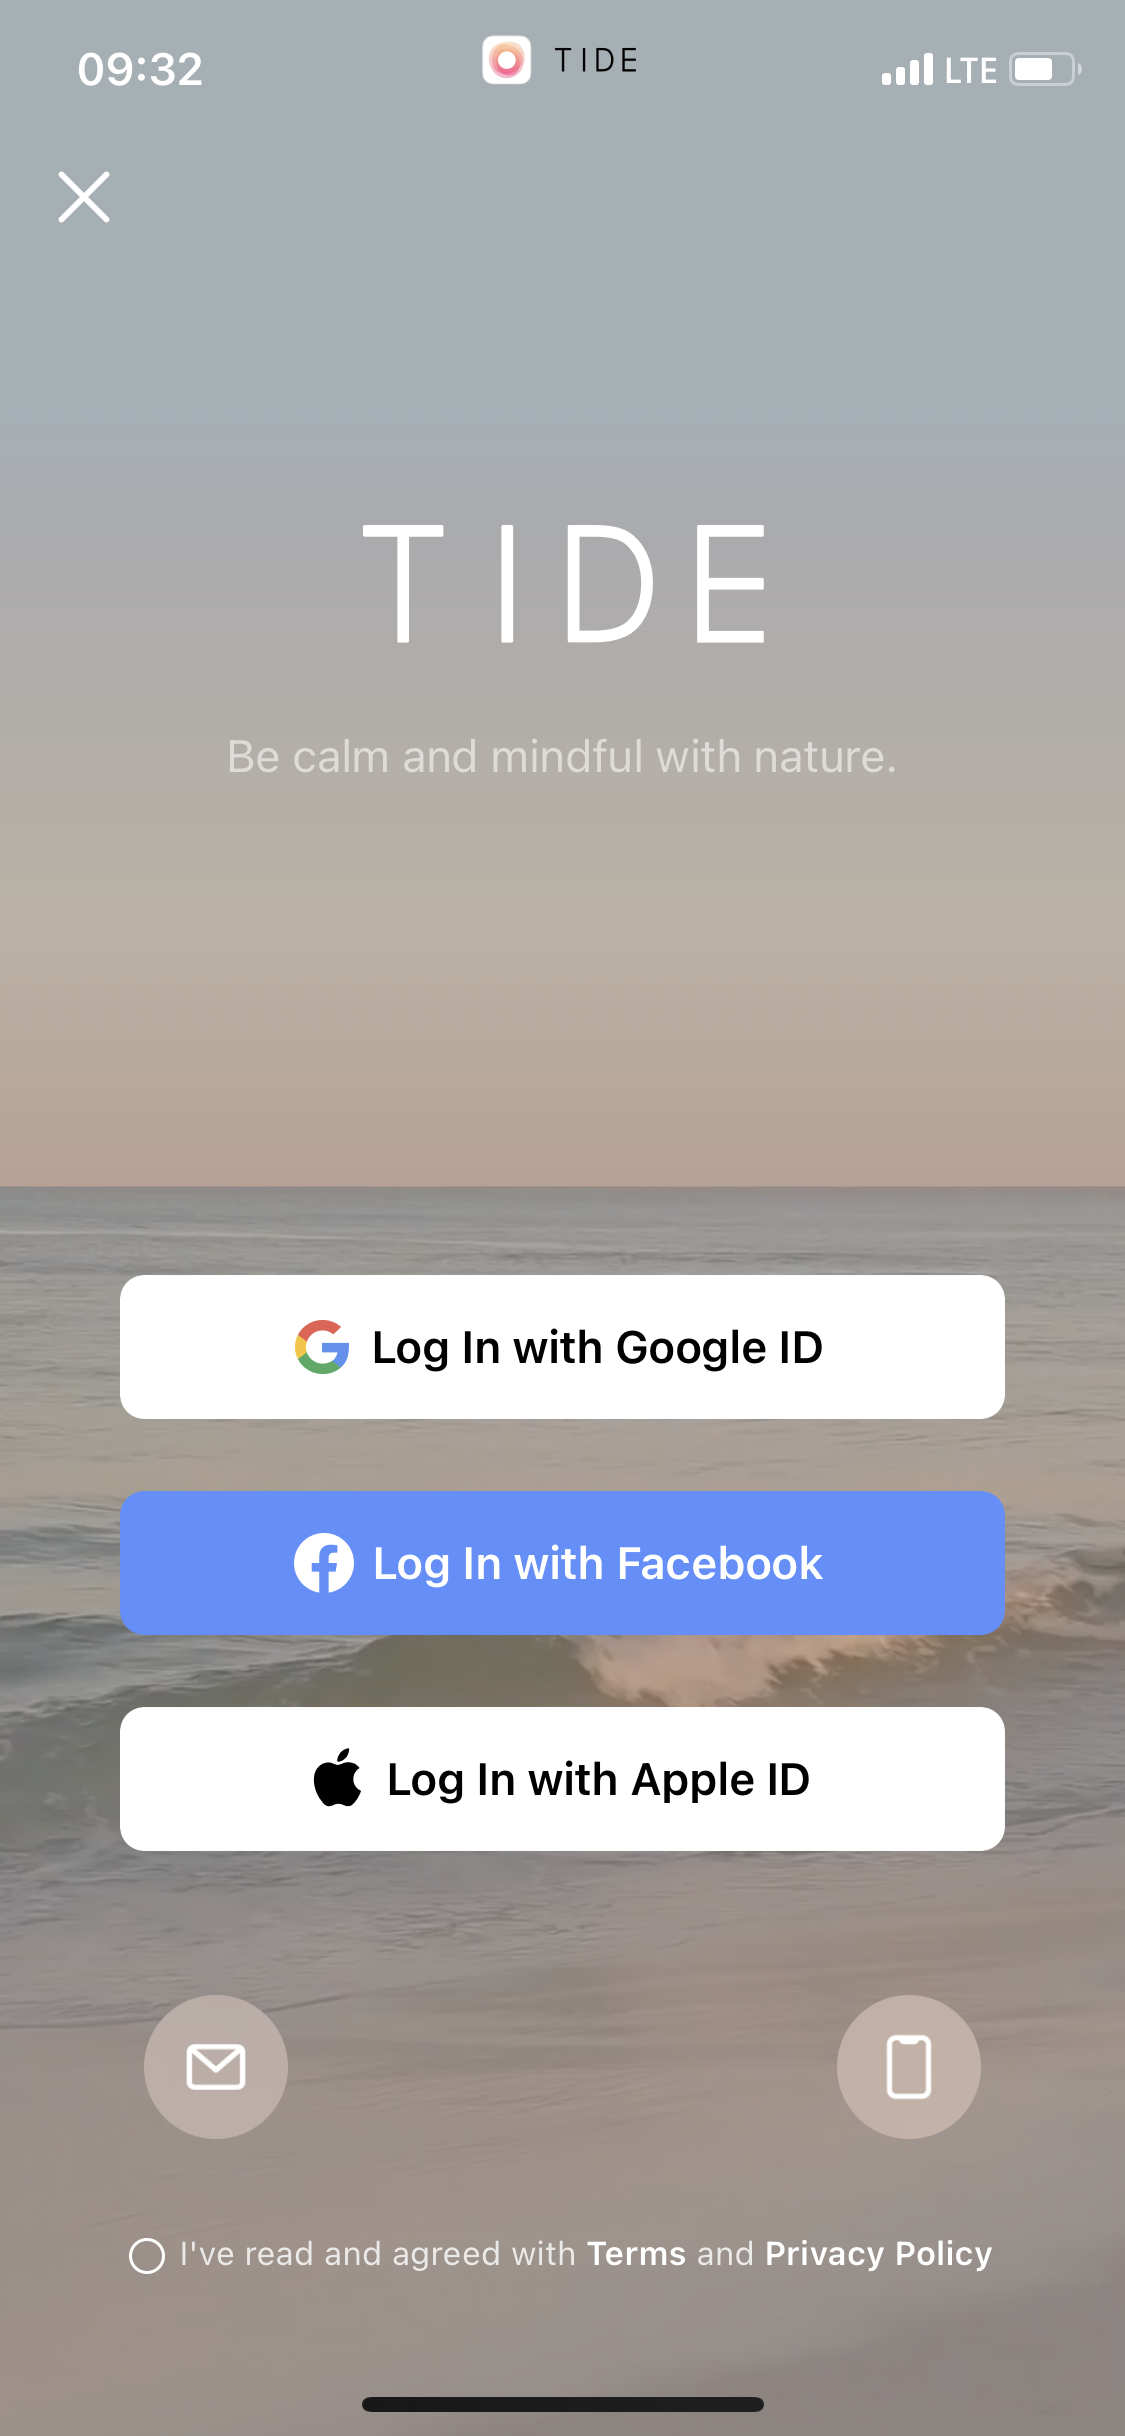 09:32
TIDE
LTE
TIDE
Be calm and mindful with nature.
Log In with Google ID
Log In with Facebook
Log In with Apple ID
I've read and agreed with Terms and Privacy Policy